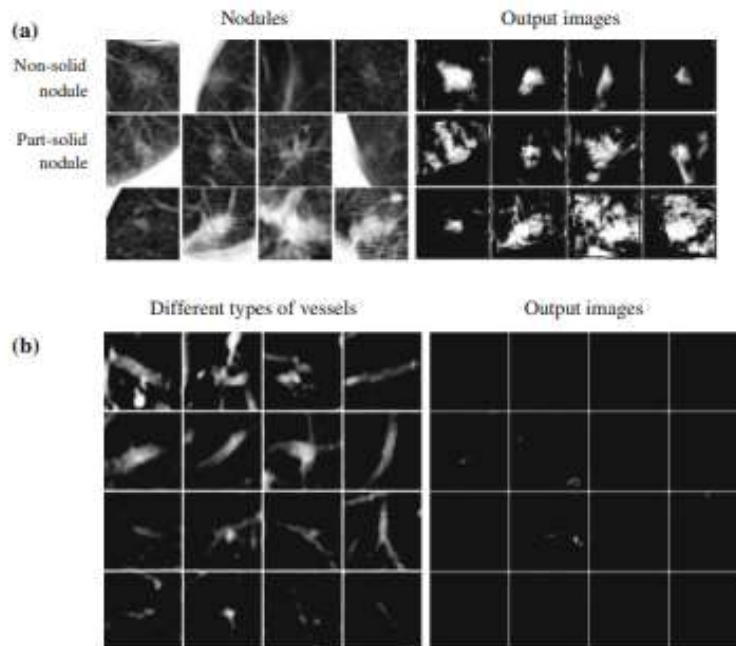 (a)
Nodules
Output images
Non-solid
nodule
Part-solid
nodule
(b)
Different types of vessels
Output images